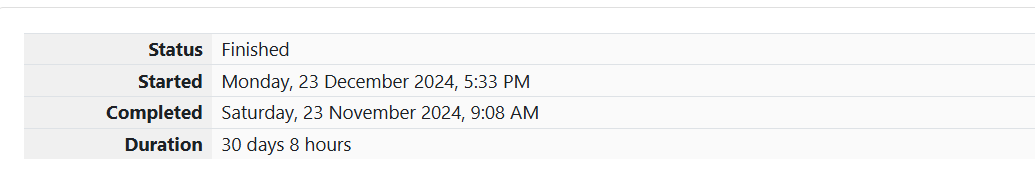 Status Finished
Started Monday, 23 December 2024, 5:33 PM
Completed Saturday, 23 November 2024, 9:08 AM
Duration 30 days 8 hours